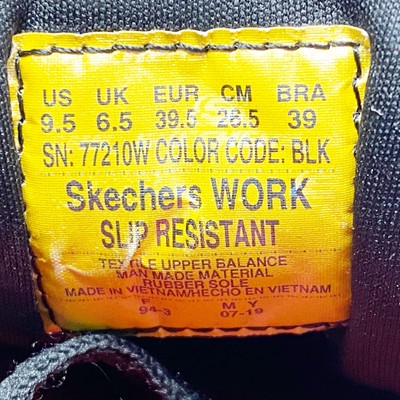 US UK EUR CM BRA
9.5 6.5 39.5 26.5 39
SN: 77210W COLOR CODE: BLK
Skechers WORK
SLIP RESISTANT
TEXTILE UPPER BALANCE
MAN MADE MATERIAL
RUBBER SOLE
MADE IN VIETNAM/HECHO EN VIETNAM
F M Y
94-3 07-19